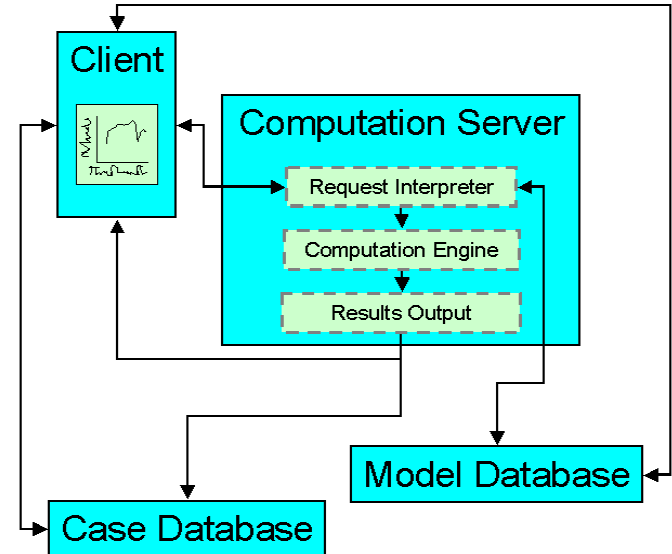 Client
Computation Server
Request Interpreter
Computation Engine
Results Output
Model Database
Case Database